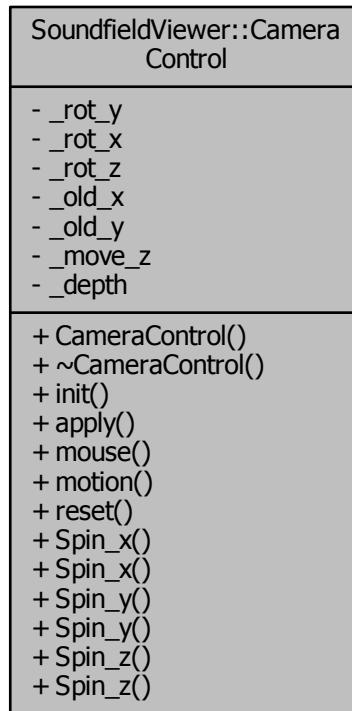 SoundfieldViewer::Camera
Control
- _rot_y
- _rot_x
- _rot_z
- _old_x
- _old_y
- _move_z
- _depth
+ CameraControl()
+ ~CameraControl()
+ init()
+ apply()
+ mouse()
+ motion()
+ reset()
+ Spin_x()
+ Spin_x()
+ Spin_y()
+ Spin_y()
+ Spin_z()
+ Spin_z()